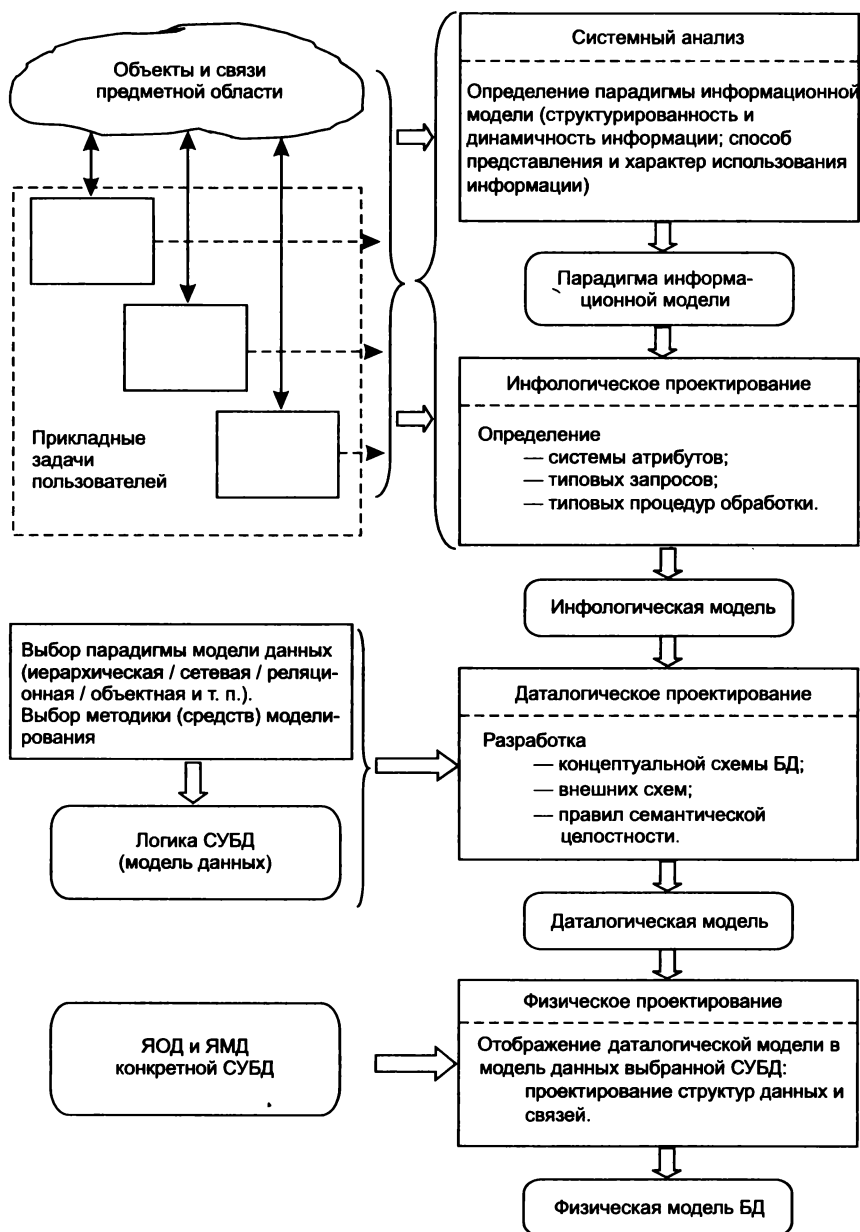 Объекты и связи
предметной области
Прикладные
задачи
пользователей
Системный анализ
Определение парадигмы информационной
модели (структурированность и
динамичность информации; способ
представления и характер использования
информации)
Парадигма информа-
ционной модели
Инфологическое проектирование
Определение
— системы атрибутов;
— типовых запросов;
— типовых процедур обработки.
Инфологическая модель
Выбор парадигмы модели данных
(иерархическая / сетевая / реляци-
онная / объектная и т. п.).
Выбор методики (средств) модели-
рования
Логика СУБД
(модель данных)
Даталогическое проектирование
Разработка
— концептуальной схемы БД;
— внешних схем;
— правил семантической
целостности.
Даталогическая модель
ЯОД и ЯМД
конкретной СУБД
Физическое проектирование
Отображение даталогической модели в
модель данных выбранной СУБД:
проектирование структур данных и
связей.
Физическая модель БД